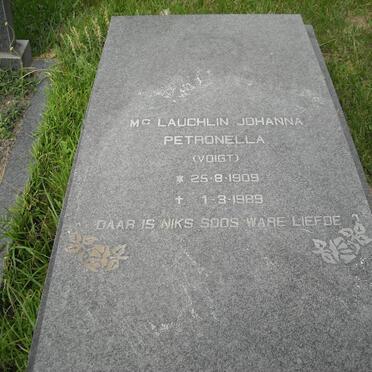 Mc LAUCHLIN JOHANNA
PETRONELLA
(VOIGT)
* 25-8-1909
† 1-3-1989
DAAR IS NIKS SOOS WARE LIEFDE